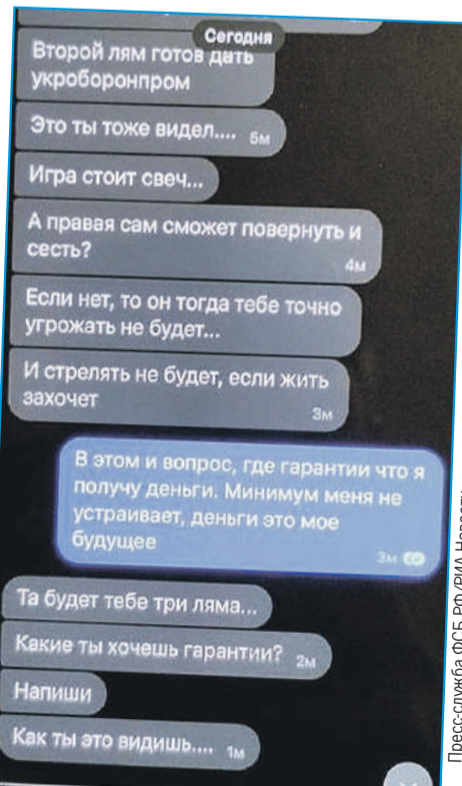 Сегодня
Второй лям готов дать
укроборонпром
Это ты тоже видел....
5м
Игра стоит свеч...
А правая сам сможет повернуть и
сесть?
4м
Если нет, то он тогда тебе точно
угрожать не будет...
И стрелять не будет, если жить
захочет
3м
В этом и вопрос, где гарантии что я
получу деньги. Минимум меня не
устраивает, деньги это мое
будущее
3м
Та будет тебе три ляма...
Какие ты хочешь гарантии?
2м
Напиши
Как ты это видишь....
1м
Пресс-служба ФСБ РФ/РИА Новости